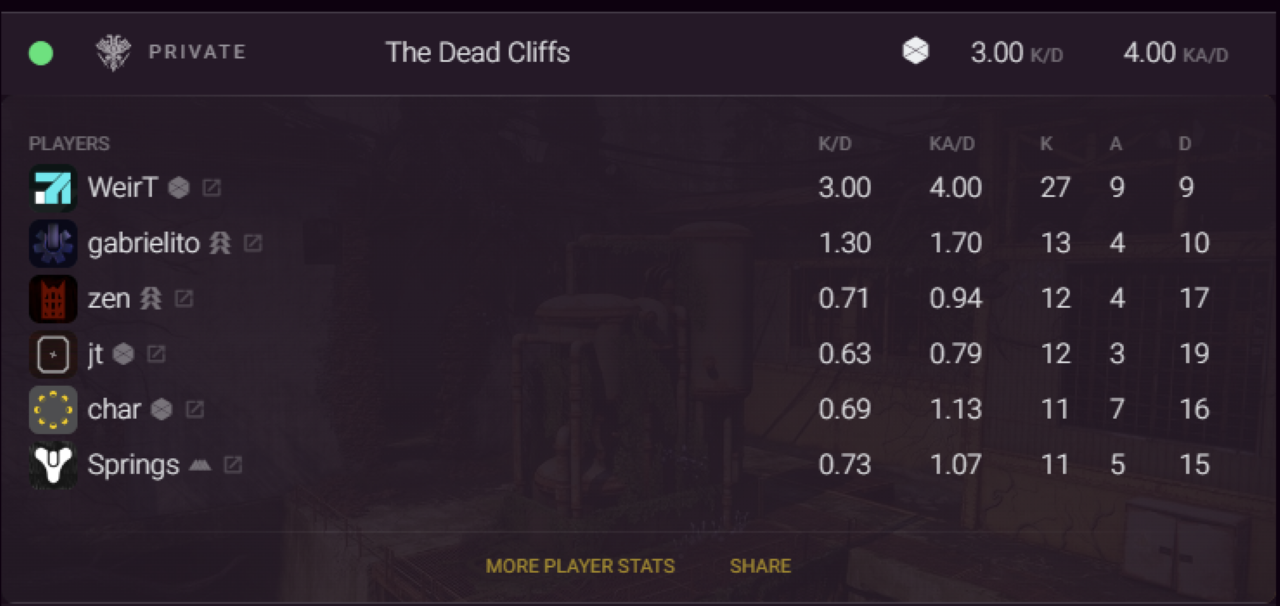 PRIVATE The Dead Cliffs 3.00 K/D 4.00 KA/D
PLAYERS K/D KA/D K A D
WeirT 3.00 4.00 27 9 9
gabrielito 1.30 1.70 13 4 10
zen 0.71 0.94 12 4 17
jt 0.63 0.79 12 3 19
char 0.69 1.13 11 7 16
Springs 0.73 1.07 11 5 15
MORE PLAYER STATS SHARE